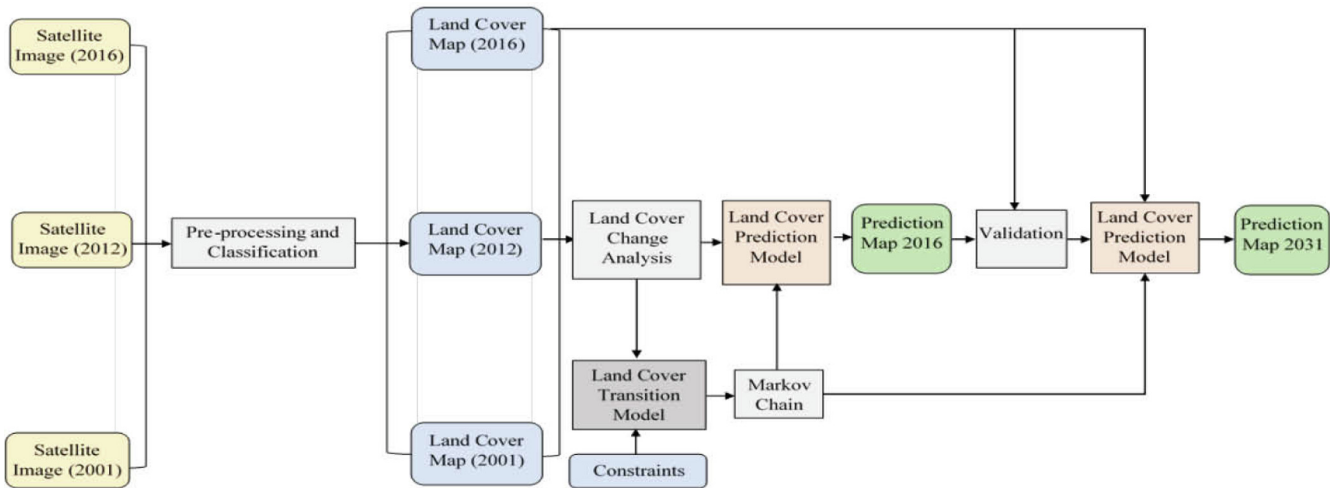 Satellite
Image (2016)
Satellite
Image (2012)
Satellite
Image (2001)
Pre-processing and
Classification
Land Cover
Map (2016)
Land Cover
Map (2012)
Land Cover
Map (2001)
Land Cover
Change
Analysis
Land Cover
Transition
Model
Constraints
Land Cover
Prediction
Model
Markov
Chain
Prediction
Map 2016
Validation
Land Cover
Prediction
Model
Prediction
Map 2031